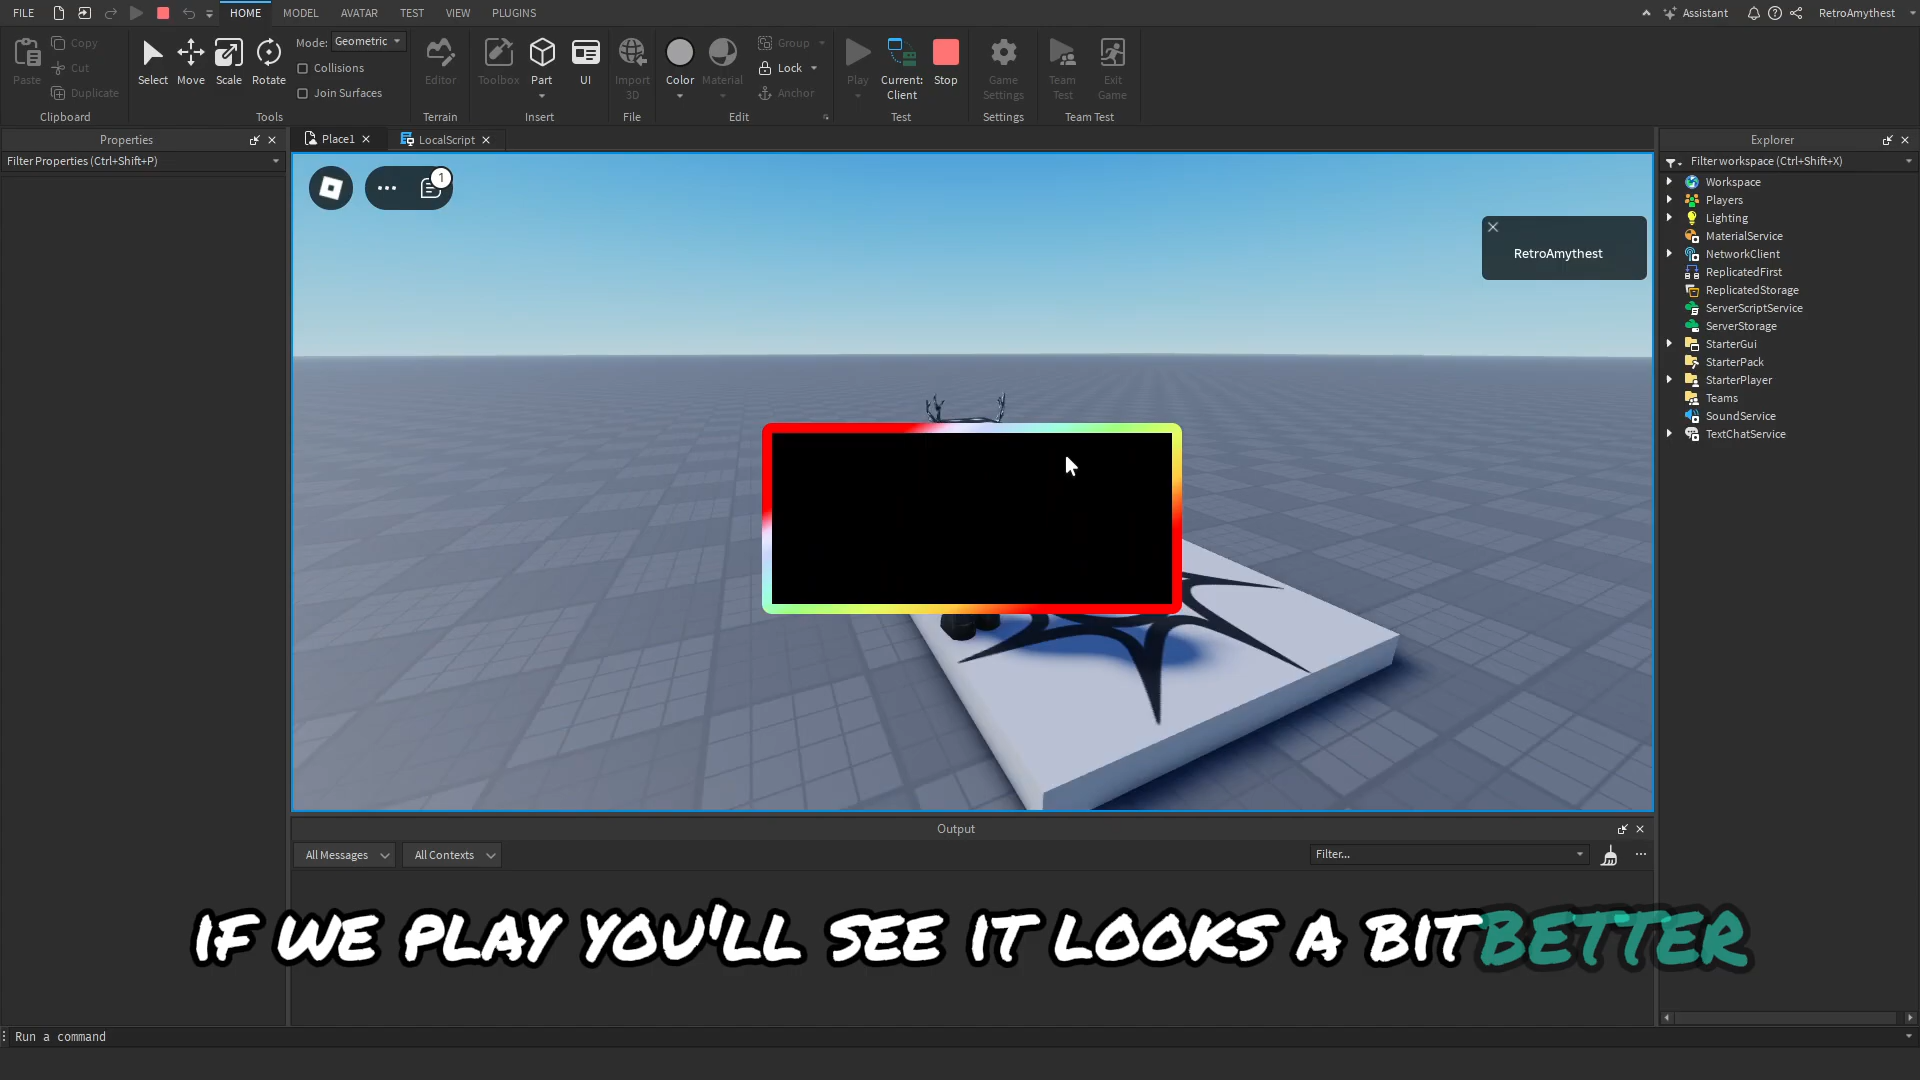 FILE
HOME
MODEL
AVATAR
TEST
VIEW
PLUGINS
Assistant
RetroAmythest
Paste
Copy
Cut
Duplicate
Clipboard
Select
Move
Scale
Rotate
Mode:
Geometric
Collisions
Join Surfaces
Tools
Editor
Terrain
Toolbox
Part
UI
Insert
Import
3D
File
Color
Material
Group
Lock
Anchor
Edit
Play
Current:
Client
Stop
Test
Game
Settings
Settings
Team
Test
Exit
Game
Team Test
Properties
Filter Properties (Ctrl+Shift+P)
Place1
LocalScript
1
RetroAmythest
Explorer
Filter workspace (Ctrl+Shift+X)
Workspace
Players
Lighting
MaterialService
NetworkClient
ReplicatedFirst
ReplicatedStorage
ServerScriptService
ServerStorage
StarterGui
StarterPack
StarterPlayer
Teams
SoundService
TextChatService
Output
All Messages
All Contexts
Filter...
IF WE PLAY YOU'LL SEE IT LOOKS A BIT BETTER
Run a command